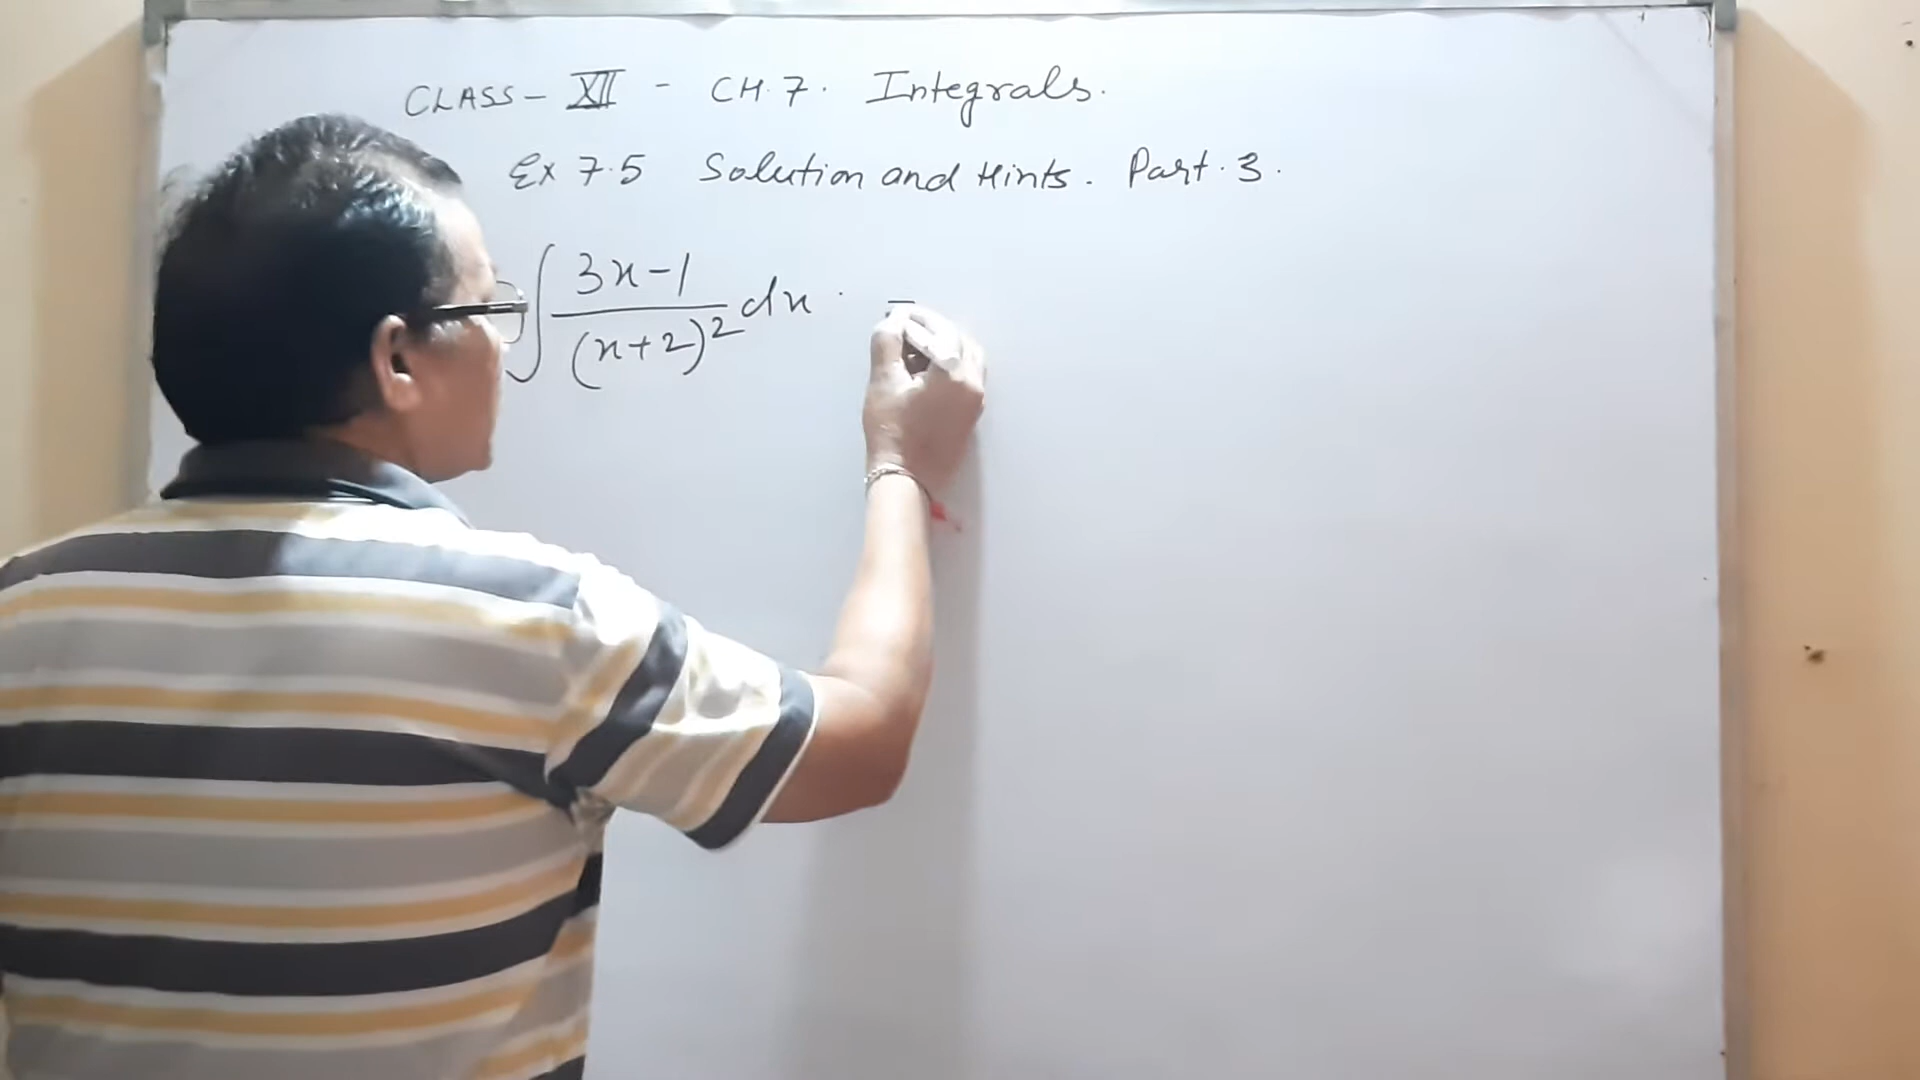 CLASS - XII - CH. 7. Integrals.
Ex 7.5 Solution and Hints. Part. 3.
∫ (3x-1)/(x+2)² dx .